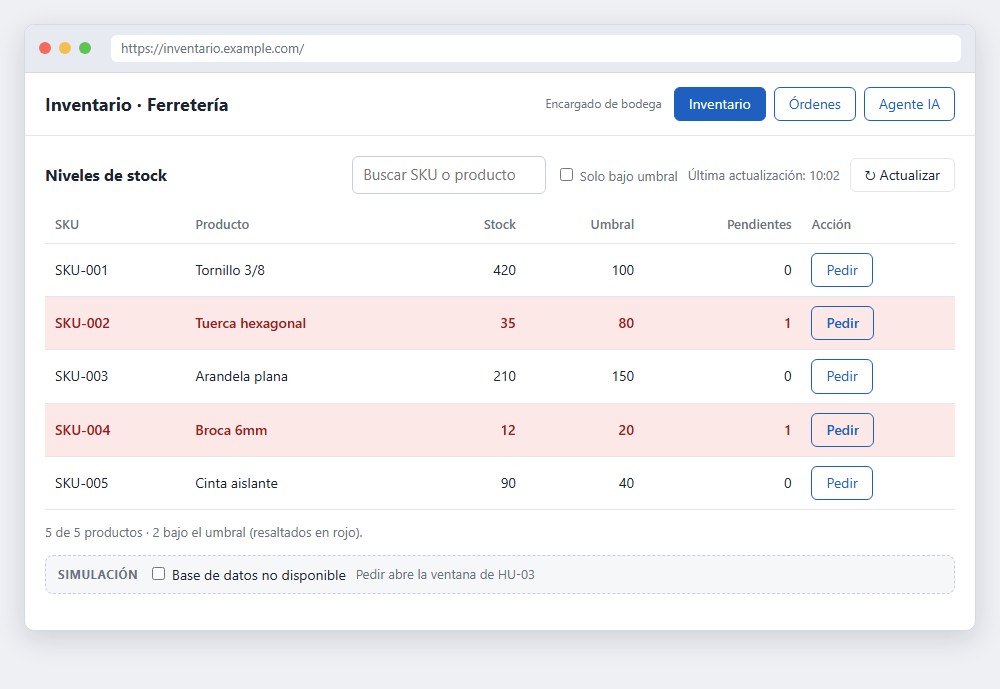 https://inventario.example.com/
Inventario · Ferretería Encargado de bodega Inventario Órdenes Agente IA
Niveles de stock Buscar SKU o producto Solo bajo umbral Última actualización: 10:02 ↻ Actualizar
SKU Producto Stock Umbral Pendientes Acción
SKU-001 Tornillo 3/8 420 100 0 Pedir
SKU-002 Tuerca hexagonal 35 80 1 Pedir
SKU-003 Arandela plana 210 150 0 Pedir
SKU-004 Broca 6mm 12 20 1 Pedir
SKU-005 Cinta aislante 90 40 0 Pedir
5 de 5 productos · 2 bajo el umbral (resaltados en rojo).
SIMULACIÓN Base de datos no disponible Pedir abre la ventana de HU-03